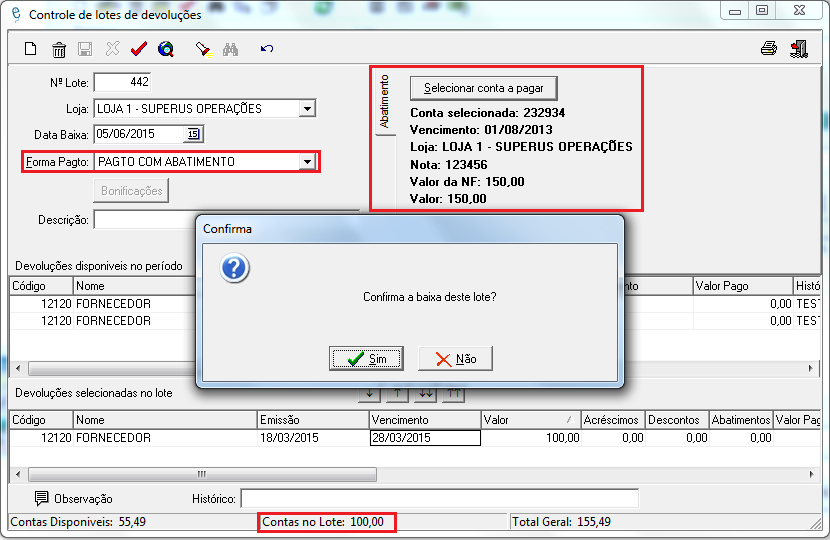 Controle de lotes de devoluções
Nº Lote: 442
Loja: LOJA 1 - SUPERUS OPERAÇÕES
Data Baixa: 05/06/2015 15
Forma Pagto: PAGTO COM ABATIMENTO
Bonificações
Descrição:
Abatimento
Selecionar conta a pagar
Conta selecionada: 232934
Vencimento: 01/08/2013
Loja: LOJA 1 - SUPERUS OPERAÇÕES
Nota: 123456
Valor da NF: 150,00
Valor: 150,00
Confirma
Confirma a baixa deste lote?
Sim Não
Devoluções disponiveis no período
Código Nome Valor Pago Histó
12120 FORNECEDOR 0,00 TES
12120 FORNECEDOR 0,00 TES
Devoluções selecionadas no lote
Código Nome Emissão Vencimento Valor Acréscimos Descontos Abatimentos Valor Pag
12120 FORNECEDOR 18/03/2015 28/03/2015 100,00 0,00 0,00 0,00
Observação Histórico:
Contas Disponiveis: 55,49 Contas no Lote: 100,00 Total Geral: 155,49